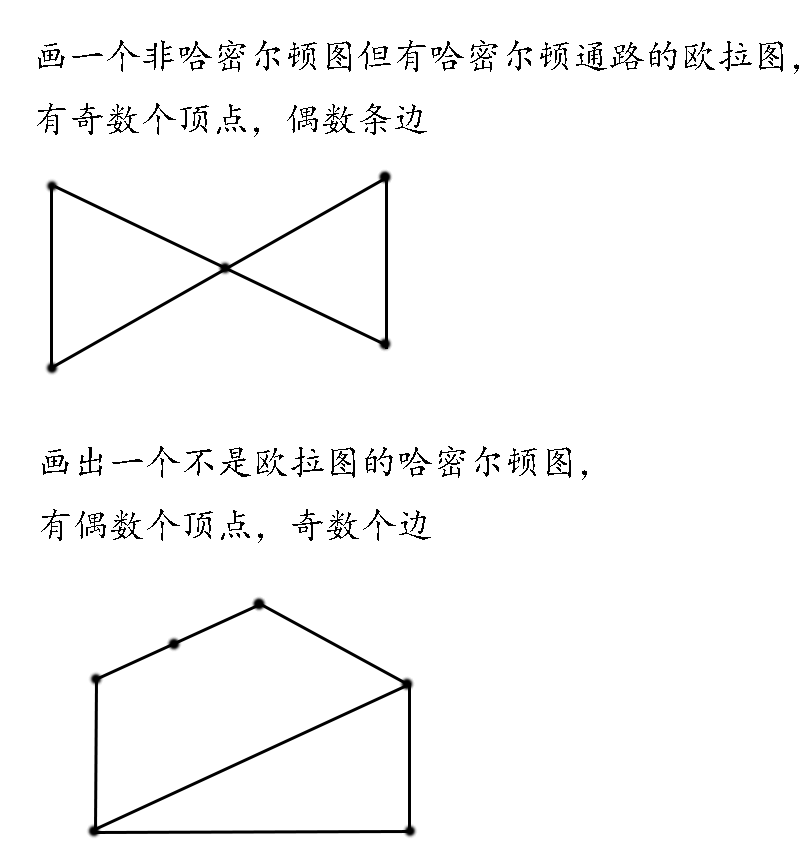 画一个非哈密尔顿图但有哈密尔顿通路的欧拉图,
有奇数个顶点，偶数条边
画出一个不是欧拉图的哈密尔顿图,
有偶数个顶点，奇数个边